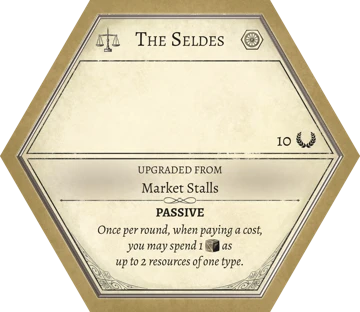 The Seldes
10
UPGRADED FROM
Market Stalls
PASSIVE
Once per round, when paying a cost,
you may spend 1 as
up to 2 resources of one type.